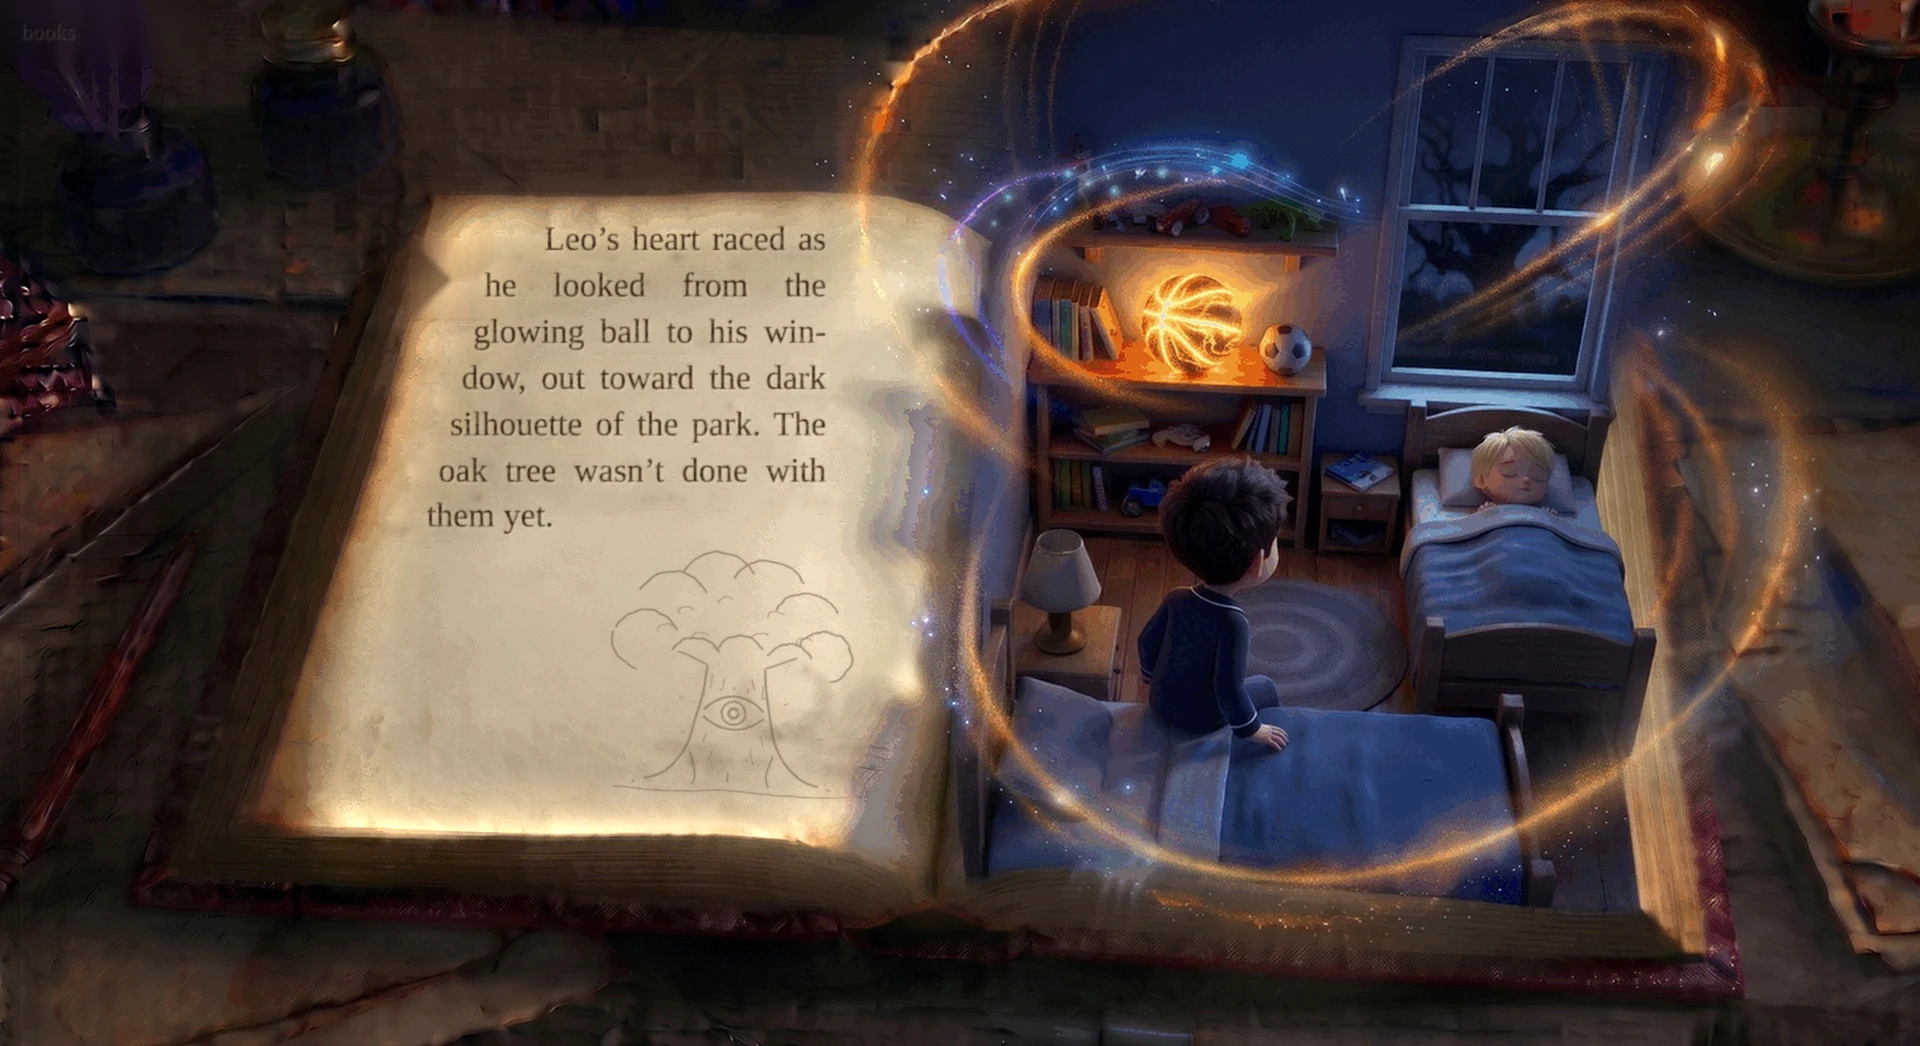 books
Leo’s heart raced as
he looked from the
glowing ball to his win-
dow, out toward the dark
silhouette of the park. The
oak tree wasn’t done with
them yet.